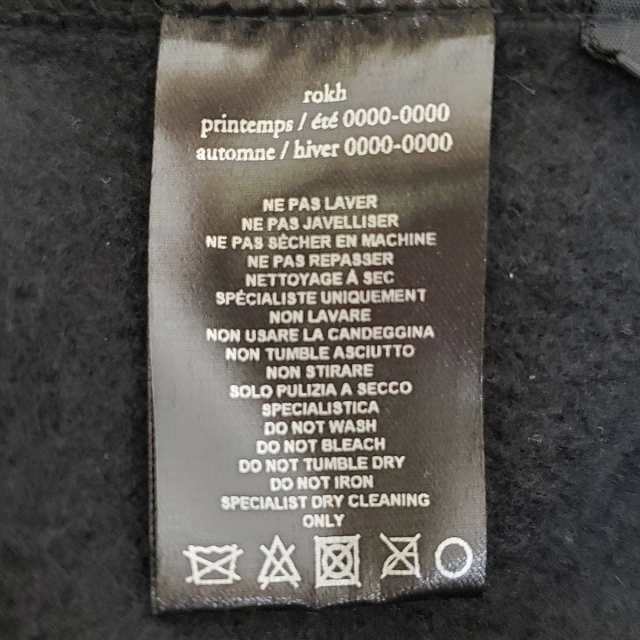 rokh
printemps / été 0000-0000
automne / hiver 0000-0000
NE PAS LAVER
NE PAS JAVELLISER
NE PAS SÉCHER EN MACHINE
NE PAS REPASSER
NETTOYAGE À SEC
SPÉCIALISTE UNIQUEMENT
NON LAVARE
NON USARE LA CANDEGGINA
NON TUMBLE ASCIUTTO
NON STIRARE
SOLO PULIZIA A SECCO
SPECIALISTICA
DO NOT WASH
DO NOT BLEACH
DO NOT TUMBLE DRY
DO NOT IRON
SPECIALIST DRY CLEANING
ONLY